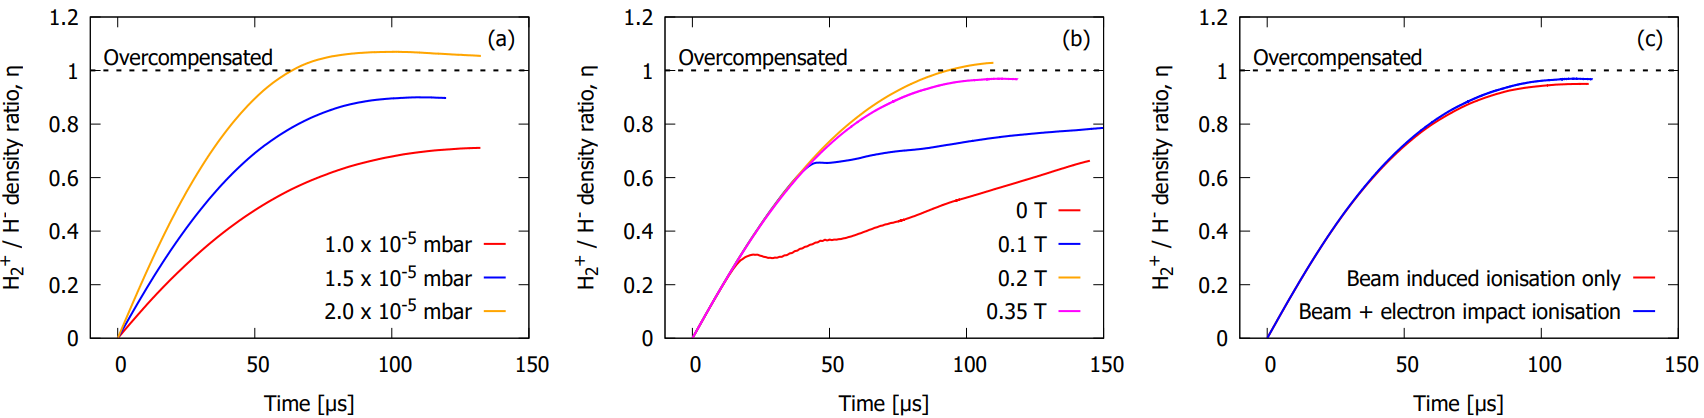 (a)
Overcompensated
H₂⁺ / H⁻ density ratio, η
1.2
1
0.8
0.6
0.4
0.2
0
1.0 x 10⁻⁵ mbar
1.5 x 10⁻⁵ mbar
2.0 x 10⁻⁵ mbar
0 50 100 150
Time [µs]
(b)
Overcompensated
H₂⁺ / H⁻ density ratio, η
1.2
1
0.8
0.6
0.4
0.2
0
0 T
0.1 T
0.2 T
0.35 T
0 50 100 150
Time [µs]
(c)
Overcompensated
H₂⁺ / H⁻ density ratio, η
1.2
1
0.8
0.6
0.4
0.2
0
Beam induced ionisation only
Beam + electron impact ionisation
0 50 100 150
Time [µs]